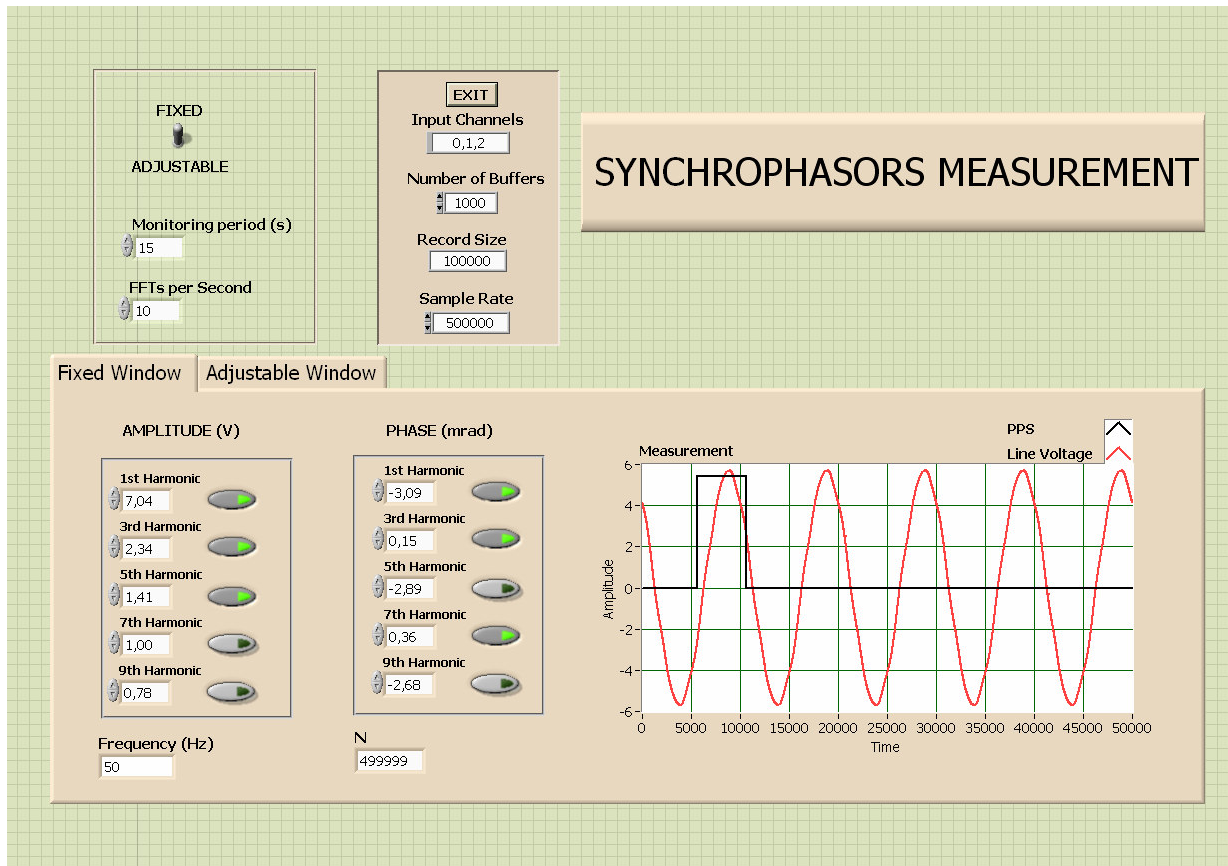 FIXED
ADJUSTABLE
Monitoring period (s)
15
FFTs per Second
10
EXIT
Input Channels
0,1,2
Number of Buffers
1000
Record Size
100000
Sample Rate
500000
SYNCHROPHASORS MEASUREMENT
Fixed Window
Adjustable Window
AMPLITUDE (V)
1st Harmonic
7,04
3rd Harmonic
2,34
5th Harmonic
1,41
7th Harmonic
1,00
9th Harmonic
0,78
Frequency (Hz)
50
PHASE (mrad)
1st Harmonic
-3,09
3rd Harmonic
0,15
5th Harmonic
-2,89
7th Harmonic
0,36
9th Harmonic
-2,68
N
499999
PPS
Line Voltage
Measurement
6
4
2
0
-2
-4
-6
Amplitude
0 5000 10000 15000 20000 25000 30000 35000 40000 45000 50000
Time